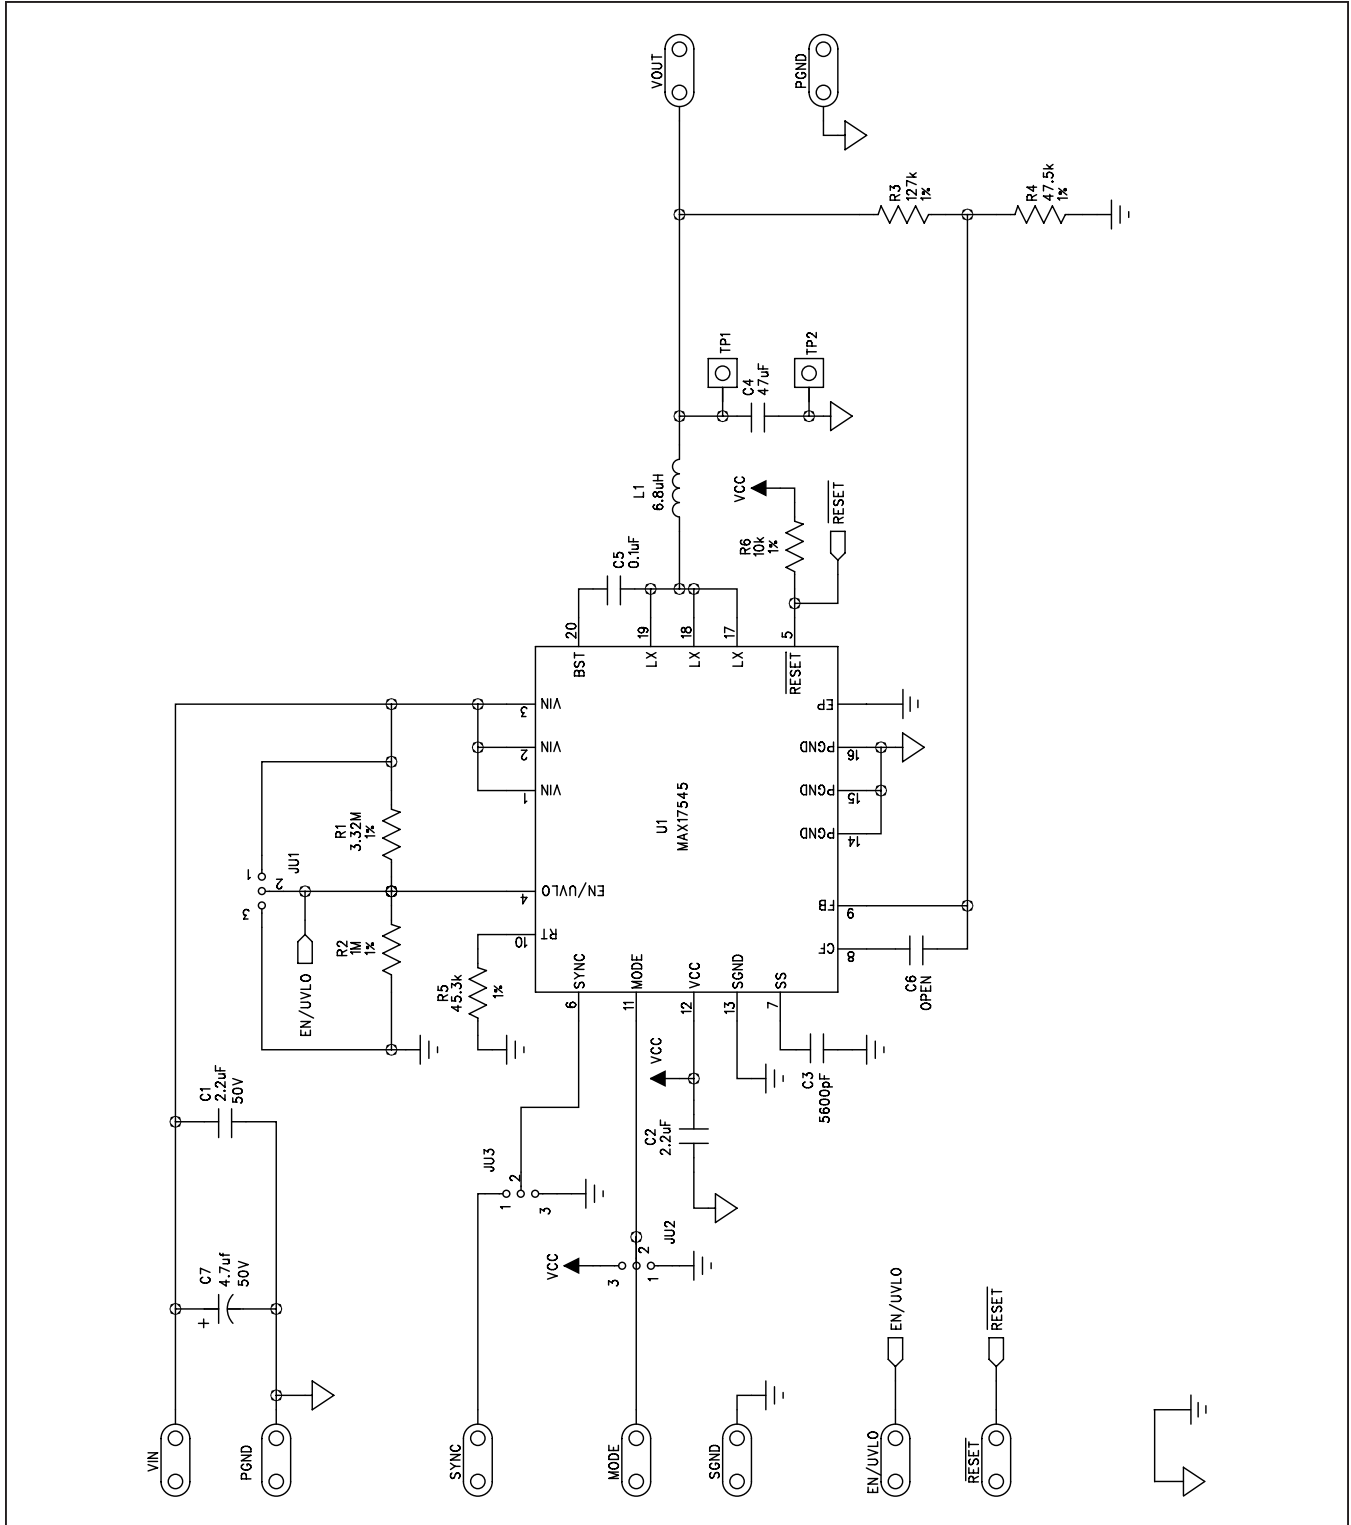 VOUT
PGND
R3
127k
1%
R4
47.5k
1%
TP1
C4
47uF
TP2
L1
6.8uH
VCC
R6
10k
1%
RESET
C5
0.1uF
20
19
18
17
5
BST
LX
LX
LX
RESET
3
VIN
2
VIN
1
VIN
4
EN/UVLO
10
RT
U1
MAX17545
EP
PGND
16
PGND
15
PGND
14
FB
9
CF
8
R1
3.32M
1%
JU1
1
2
3
R2
1M
1%
EN/UVLO
R5
45.3k
1%
SYNC
MODE
VCC
SGND
SS
6
11
12
13
7
C6
OPEN
C1
2.2uF
50V
VCC
C3
5600pF
C2
2.2uF
JU3
1
2
3
JU2
VCC
3
2
1
C7
4.7uf
50V
+
EN/UVLO
RESET
VIN
PGND
SYNC
MODE
SGND
EN/UVLO
RESET